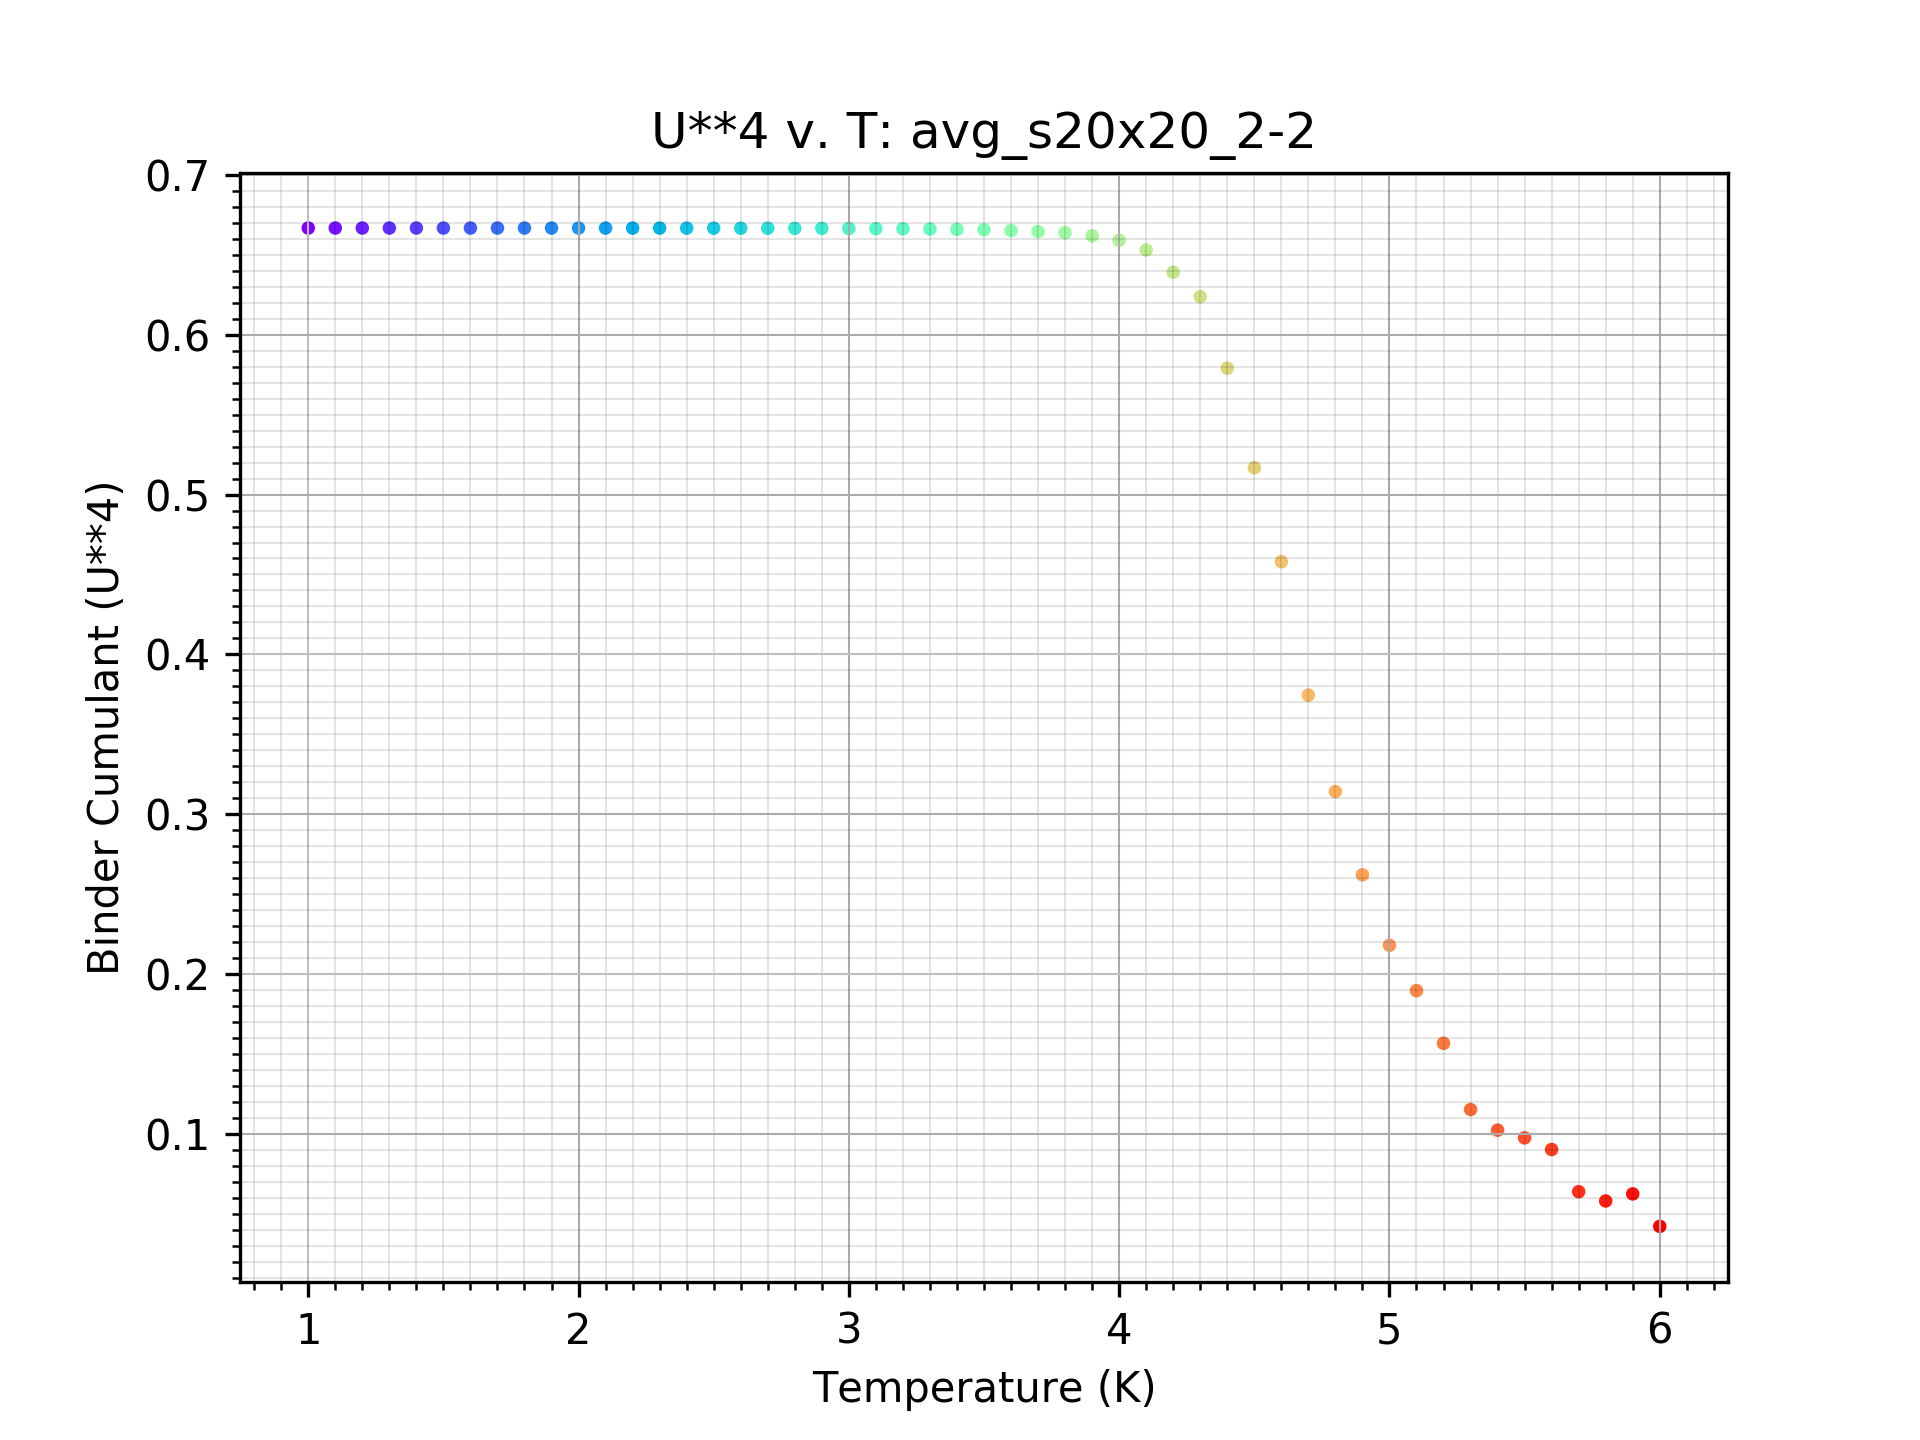 U**4 v. T: avg_s20x20_2-2
Binder Cumulant (U**4)
0.7
0.6
0.5
0.4
0.3
0.2
0.1
1 2 3 4 5 6
Temperature (K)